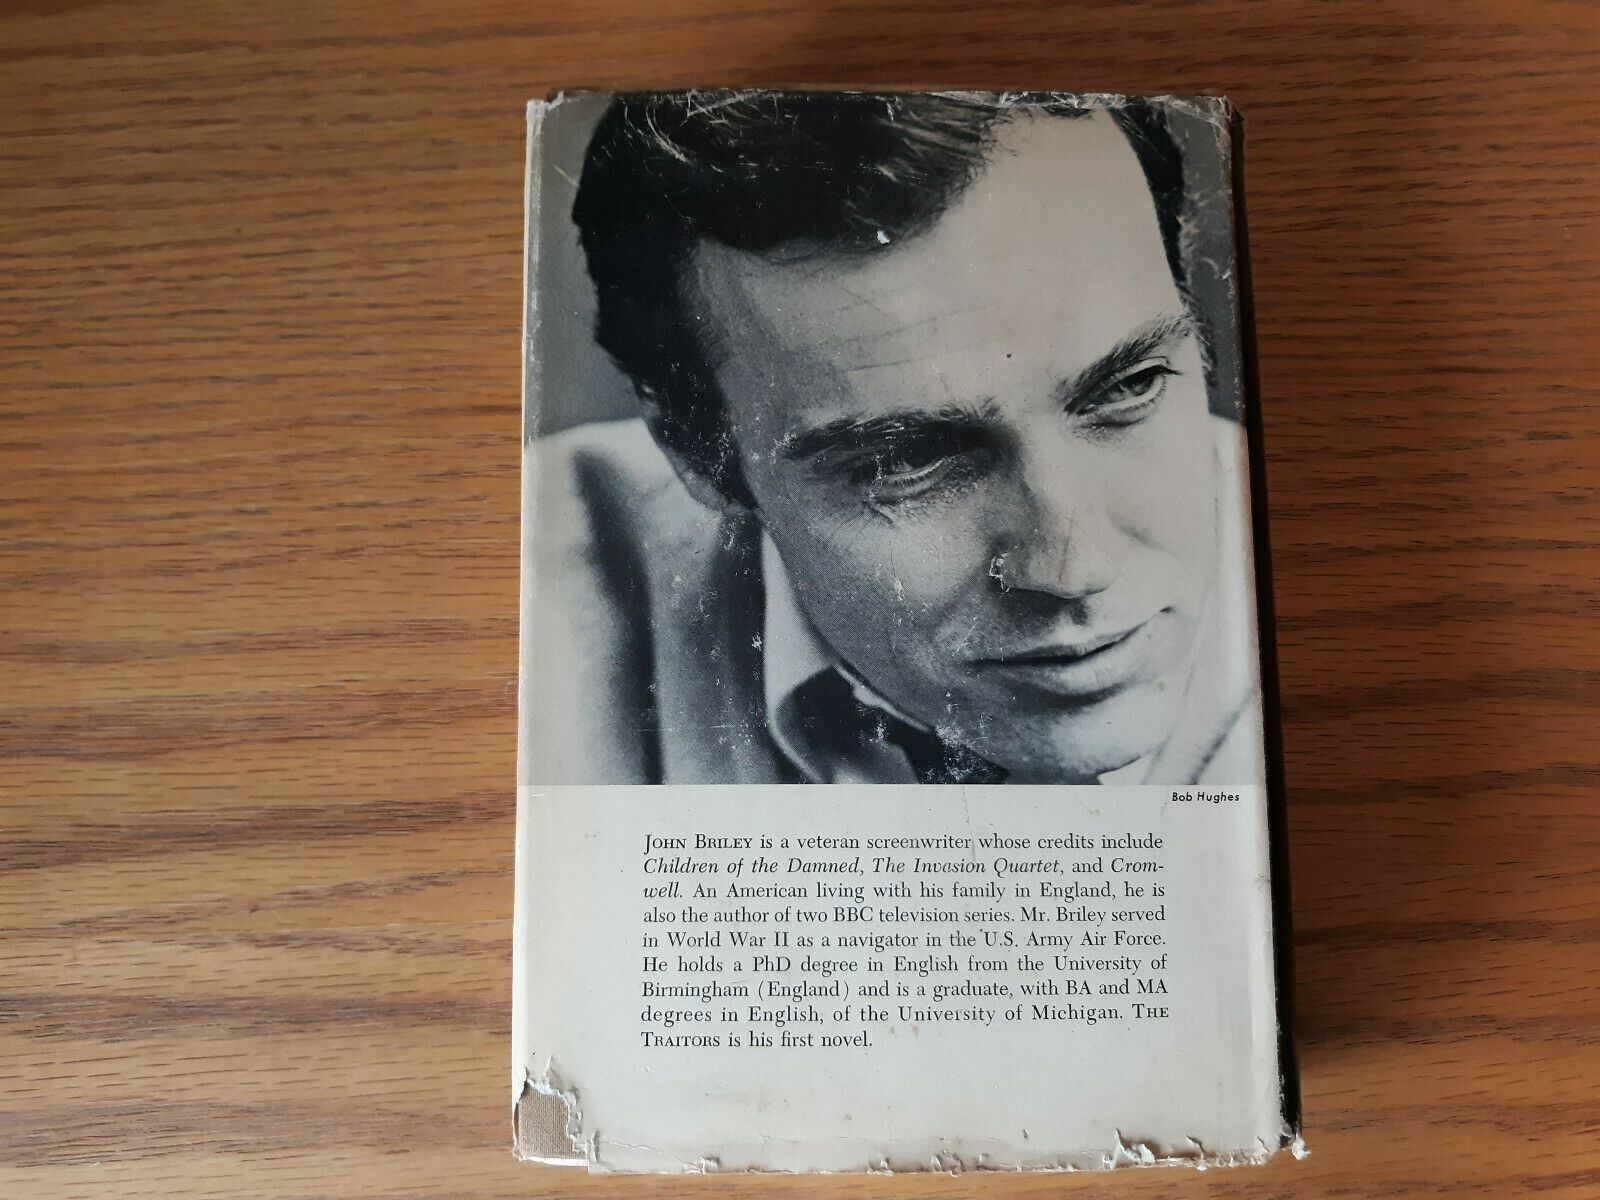 Bob Hughes
JOHN BRILEY is a veteran screenwriter whose credits include
Children of the Damned, The Invasion Quartet, and Crom-
well. An American living with his family in England, he is
also the author of two BBC television series. Mr. Briley served
in World War II as a navigator in the U.S. Army Air Force.
He holds a PhD degree in English from the University of
Birmingham (England) and is a graduate, with BA and MA
degrees in English, of the University of Michigan. THE
TRAITORS is his first novel.